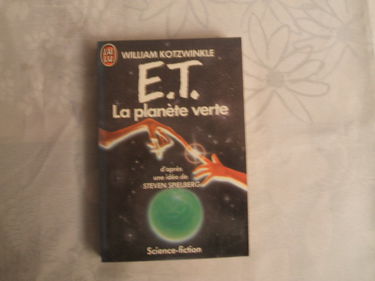 J'AI
LU
WILLIAM KOTZWINKLE
E.T.
La planète verte
d'après
une idée de
STEVEN SPIELBERG
Science-fiction